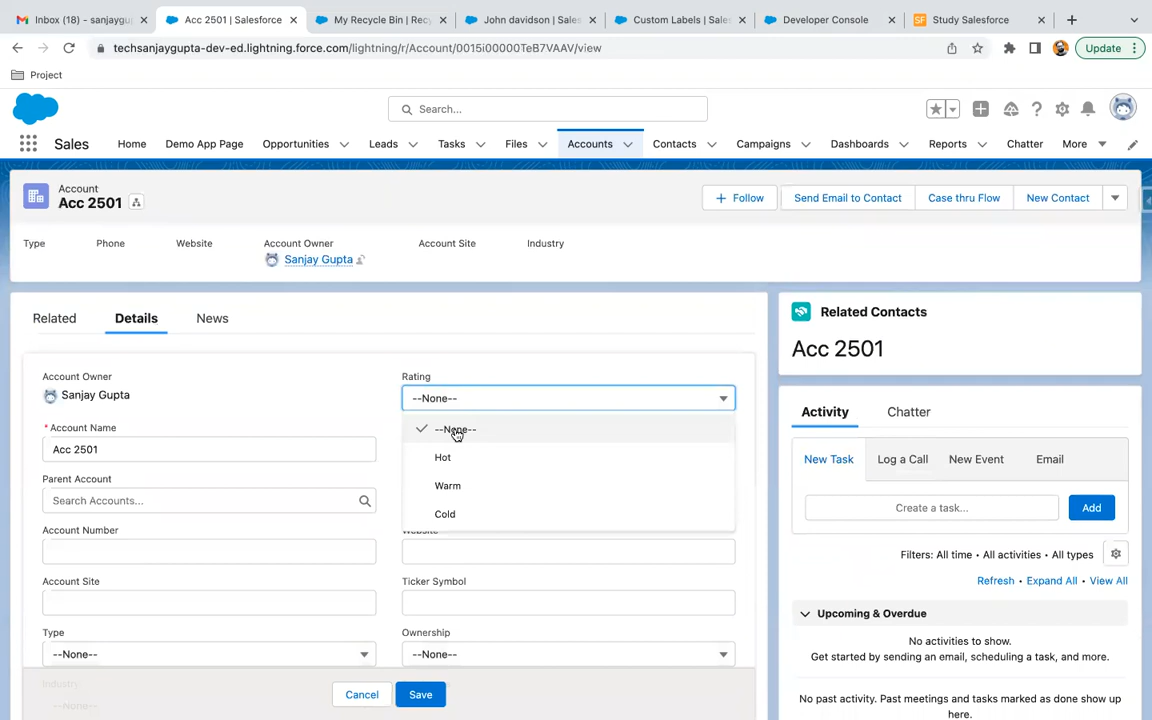 Inbox (18) - sanjaygu
Acc 2501 | Salesforce
My Recycle Bin | Recyc
John davidson | Sales
Custom Labels | Sales
Developer Console
Study Salesforce
techsanjaygupta-dev-ed.lightning.force.com/lightning/r/Account/0015i00000TeB7VAAV/view
Update
Project
Search...
Sales
Home
Demo App Page
Opportunities
Leads
Tasks
Files
Accounts
Contacts
Campaigns
Dashboards
Reports
Chatter
More
Account
Acc 2501
Follow
Send Email to Contact
Case thru Flow
New Contact
Type
Phone
Website
Account Owner
Account Site
Industry
Sanjay Gupta
Related
Details
News
Account Owner
Sanjay Gupta
Rating
--None--
--None--
Hot
Warm
Cold
* Account Name
Acc 2501
Parent Account
Search Accounts...
Account Number
Website
Account Site
Ticker Symbol
Type
--None--
Ownership
--None--
Industry
--None--
Cancel
Save
Related Contacts
Acc 2501
Activity
Chatter
New Task
Log a Call
New Event
Email
Create a task...
Add
Filters: All time • All activities • All types
Refresh • Expand All • View All
Upcoming & Overdue
No activities to show.
Get started by sending an email, scheduling a task, and more.
No past activity. Past meetings and tasks marked as done show up
here.